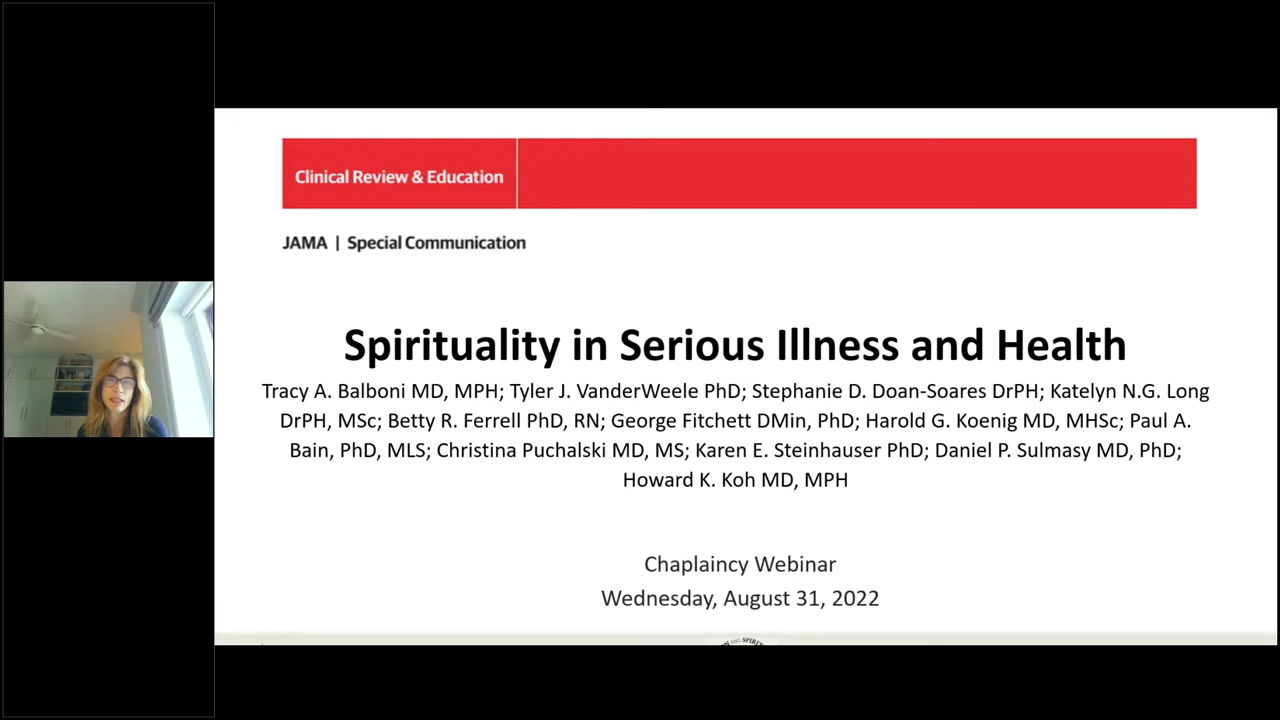 Clinical Review & Education
JAMA | Special Communication
Spirituality in Serious Illness and Health
Tracy A. Balboni MD, MPH; Tyler J. VanderWeele PhD; Stephanie D. Doan-Soares DrPH; Katelyn N.G. Long
DrPH, MSc; Betty R. Ferrell PhD, RN; George Fitchett DMin, PhD; Harold G. Koenig MD, MHSc; Paul A.
Bain, PhD, MLS; Christina Puchalski MD, MS; Karen E. Steinhauser PhD; Daniel P. Sulmasy MD, PhD;
Howard K. Koh MD, MPH
Chaplaincy Webinar
Wednesday, August 31, 2022